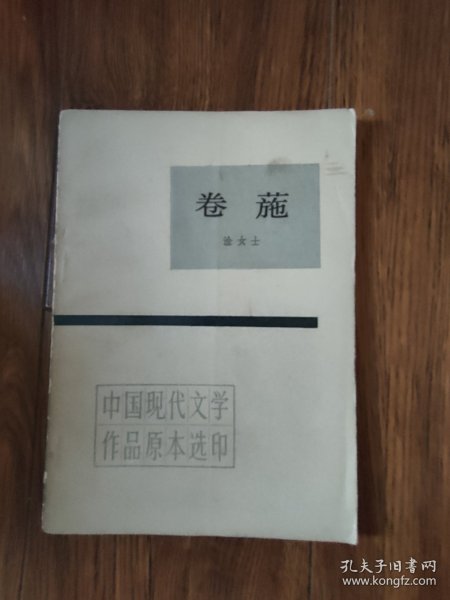 卷葹
淦女士
中国现代文学
作品原本选印
孔夫子旧书网
www.kongfz.com